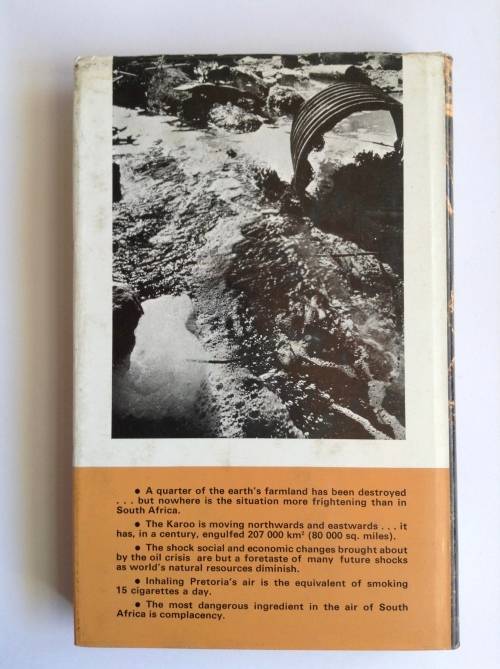 ● A quarter of the earth's farmland has been destroyed
. . . but nowhere is the situation more frightening than in
South Africa.
● The Karoo is moving northwards and eastwards . . . it
has, in a century, engulfed 207 000 km² (80 000 sq. miles).
● The shock social and economic changes brought about
by the oil crisis are but a foretaste of many future shocks
as world's natural resources diminish.
● Inhaling Pretoria's air is the equivalent of smoking
15 cigarettes a day.
● The most dangerous ingredient in the air of South
Africa is complacency.